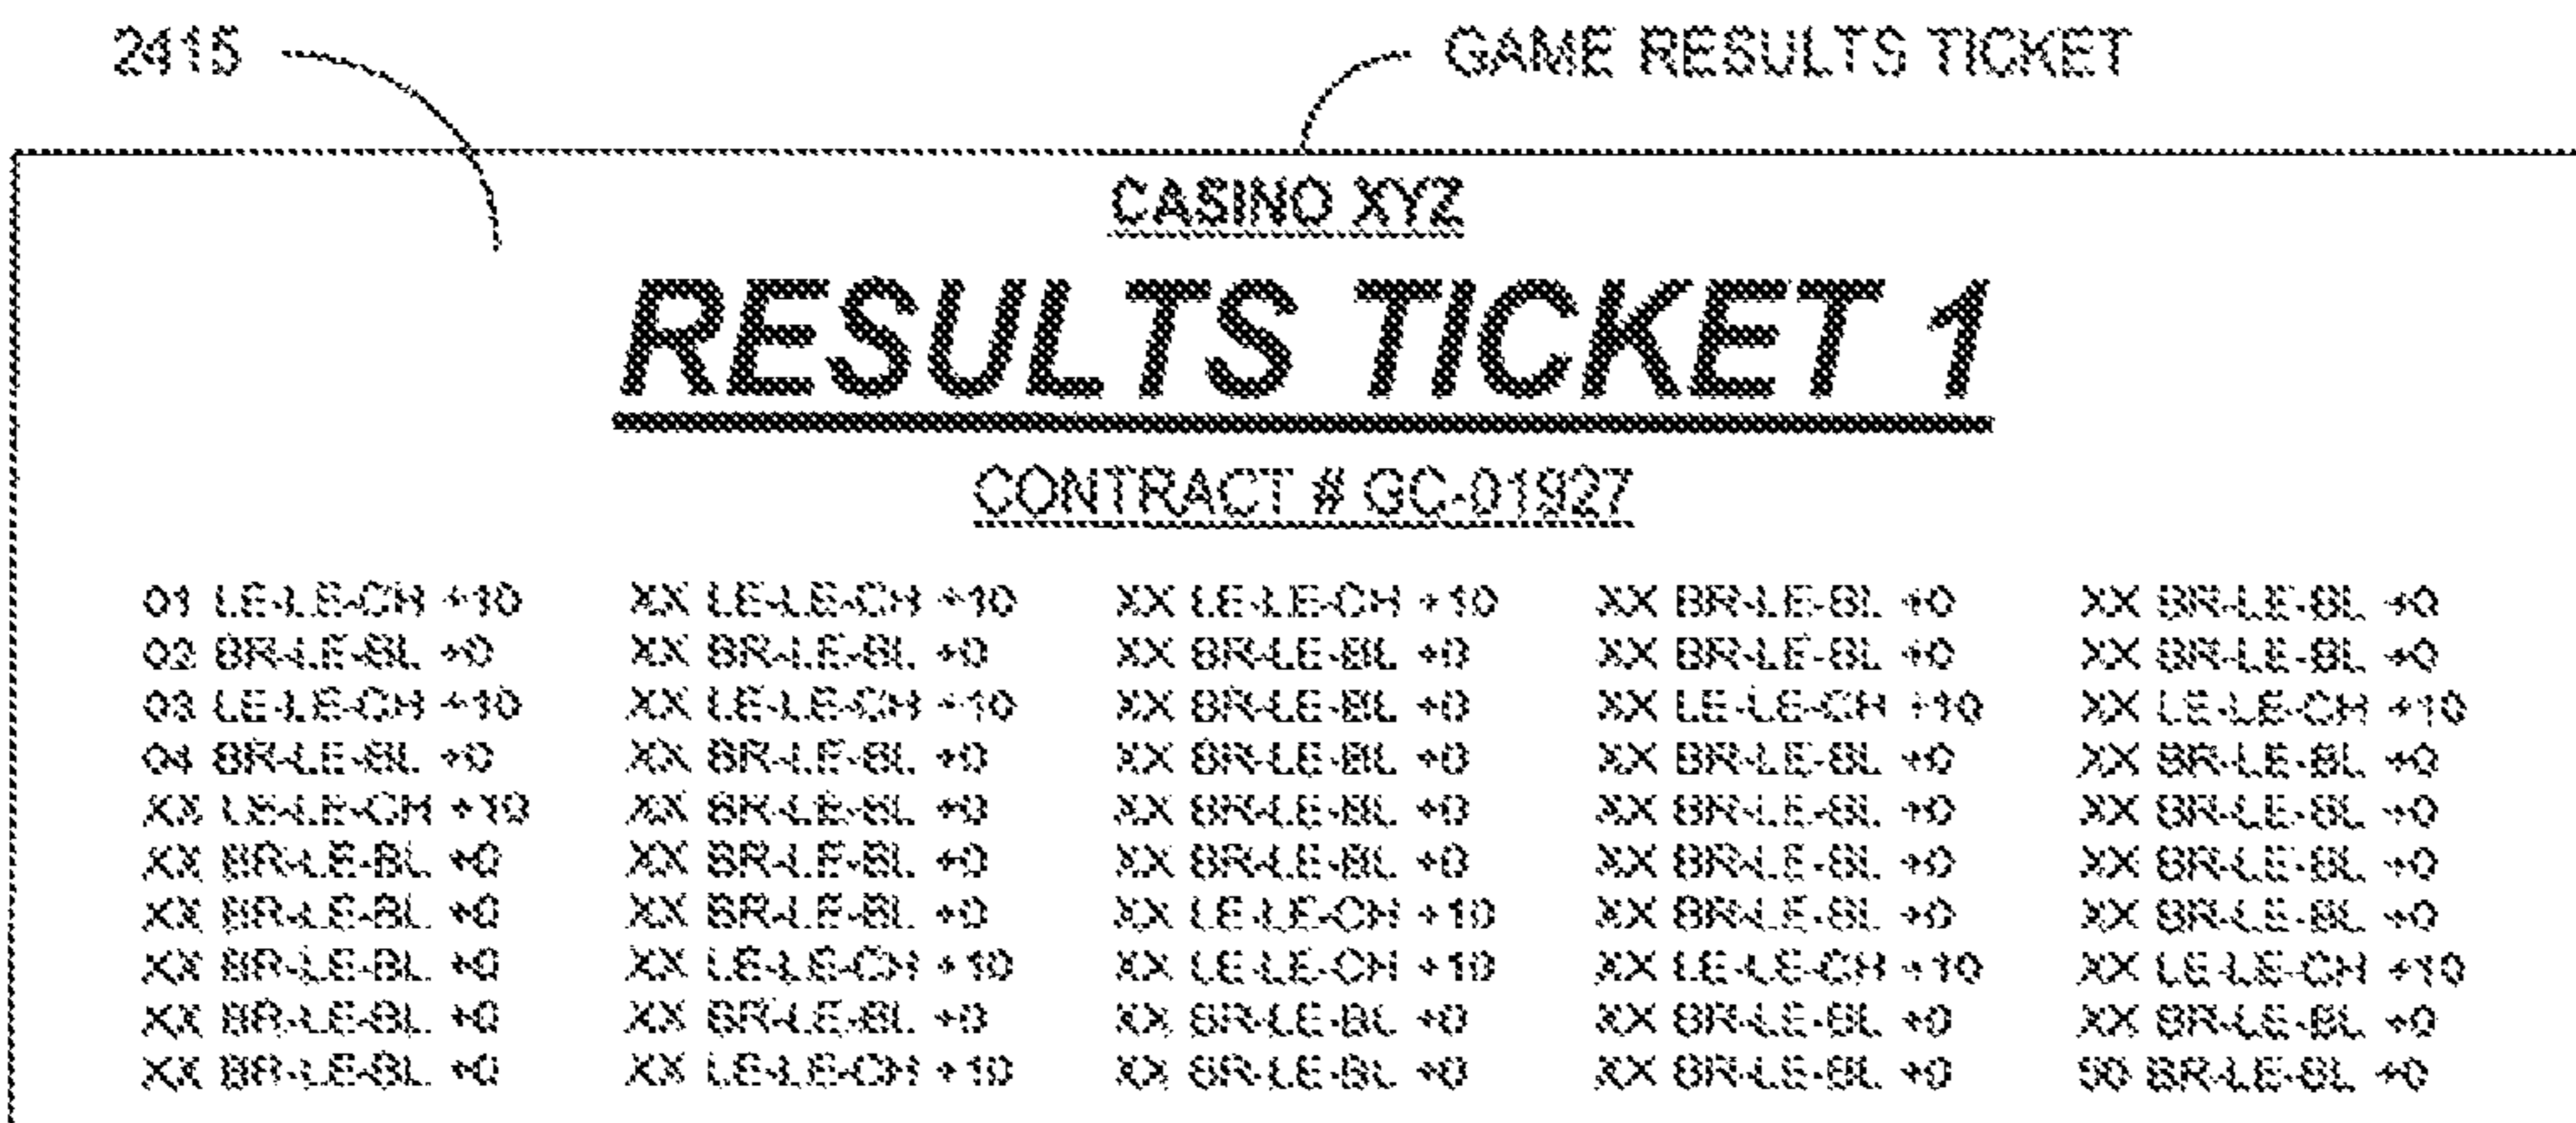 2415 GAME RESULTS TICKET
CASINO XYZ
RESULTS TICKET 1
CONTRACT # GC-01927
01 LE-LE-CH +10 XX LE-LE-CH +10 XX LE-LE-CH +10 XX BR-LE-BL +0 XX BR-LE-BL +0
02 BR-LE-BL +0 XX BR-LE-BL +0 XX BR-LE-BL +0 XX BR-LE-BL +0 XX BR-LE-BL +0
03 LE-LE-CH +10 XX LE-LE-CH +10 XX BR-LE-BL +0 XX LE-LE-CH +10 XX LE-LE-CH +10
04 BR-LE-BL +0 XX BR-LE-BL +0 XX BR-LE-BL +0 XX BR-LE-BL +0 XX BR-LE-BL +0
XX LE-LE-CH +10 XX BR-LE-BL +0 XX BR-LE-BL +0 XX BR-LE-BL +0 XX BR-LE-BL +0
XX BR-LE-BL +0 XX BR-LE-BL +0 XX BR-LE-BL +0 XX BR-LE-BL +0 XX BR-LE-BL +0
XX BR-LE-BL +0 XX BR-LE-BL +0 XX LE-LE-CH +10 XX BR-LE-BL +0 XX BR-LE-BL +0
XX BR-LE-BL +0 XX LE-LE-CH +10 XX LE-LE-CH +10 XX LE-LE-CH +10 XX LE-LE-CH +10
XX BR-LE-BL +0 XX BR-LE-BL +0 XX BR-LE-BL +0 XX BR-LE-BL +0 XX BR-LE-BL +0
XX BR-LE-BL +0 XX LE-LE-CH +10 XX BR-LE-BL +0 XX BR-LE-BL +0 50 BR-LE-BL +0